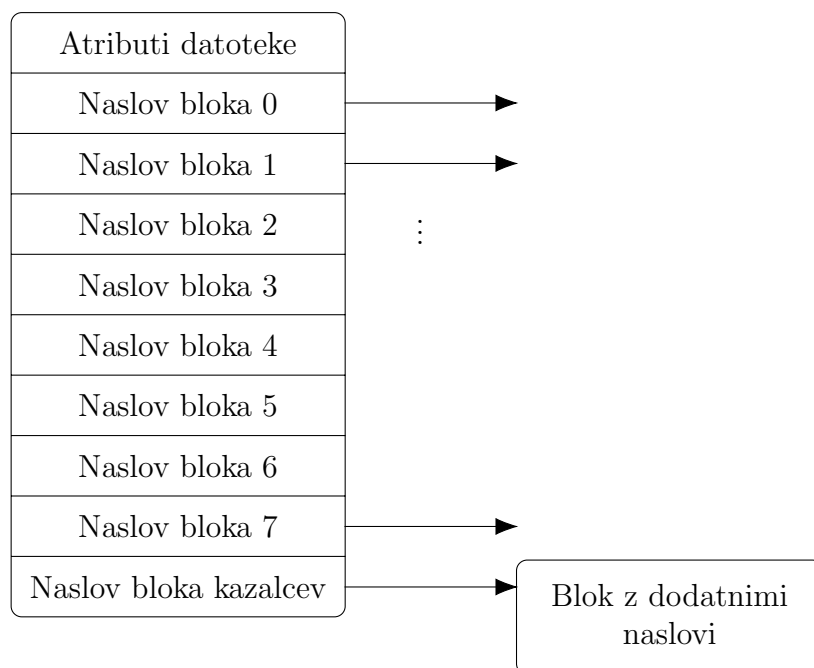 Atributi datoteke
Naslov bloka 0
Naslov bloka 1
Naslov bloka 2
⋮
Naslov bloka 3
Naslov bloka 4
Naslov bloka 5
Naslov bloka 6
Naslov bloka 7
Naslov bloka kazalcev
Blok z dodatnimi
naslovi